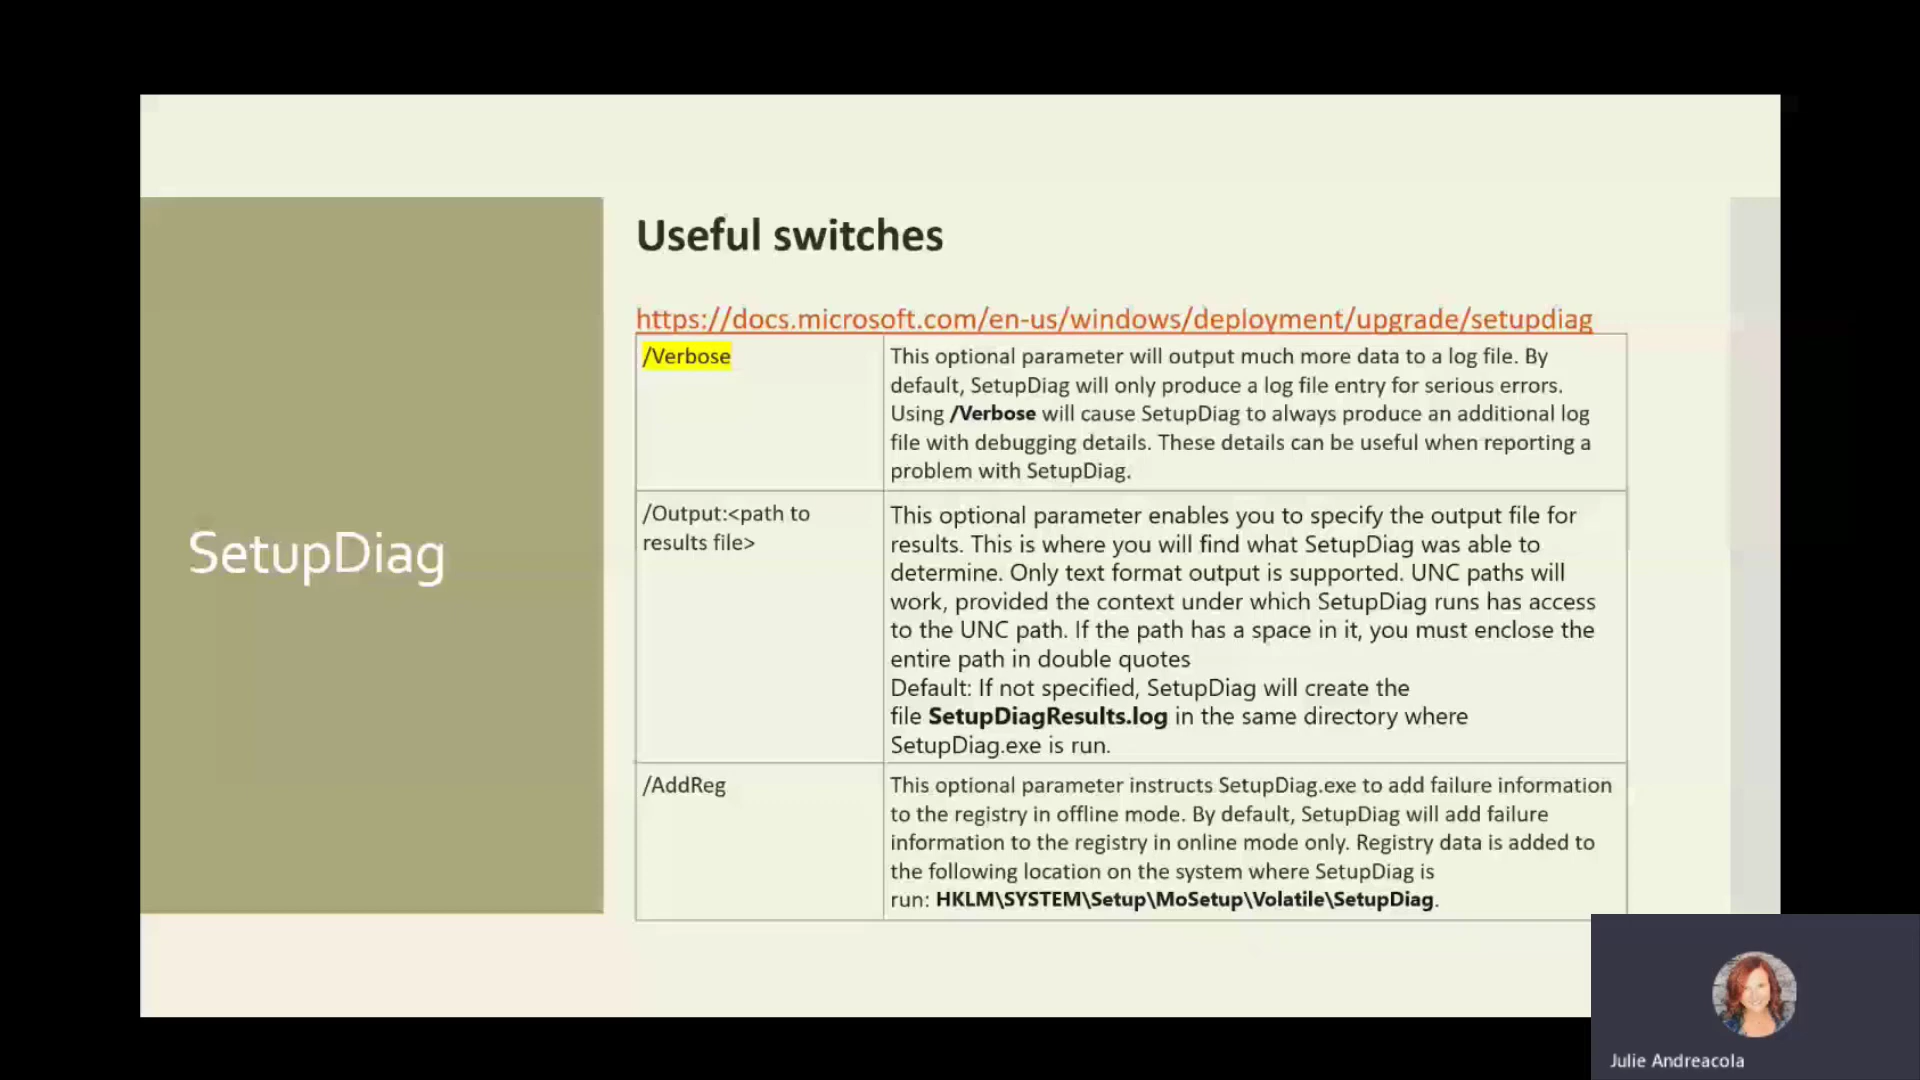 Useful switches
https://docs.microsoft.com/en-us/windows/deployment/upgrade/setupdiag
/Verbose
This optional parameter will output much more data to a log file. By
default, SetupDiag will only produce a log file entry for serious errors.
Using /Verbose will cause SetupDiag to always produce an additional log
file with debugging details. These details can be useful when reporting a
problem with SetupDiag.
SetupDiag
/Output:<path to
results file>
This optional parameter enables you to specify the output file for
results. This is where you will find what SetupDiag was able to
determine. Only text format output is supported. UNC paths will
work, provided the context under which SetupDiag runs has access
to the UNC path. If the path has a space in it, you must enclose the
entire path in double quotes
Default: If not specified, SetupDiag will create the
file SetupDiagResults.log in the same directory where
SetupDiag.exe is run.
/AddReg
This optional parameter instructs SetupDiag.exe to add failure information
to the registry in offline mode. By default, SetupDiag will add failure
information to the registry in online mode only. Registry data is added to
the following location on the system where SetupDiag is
run: HKLM\SYSTEM\Setup\MoSetup\Volatile\SetupDiag.
Julie Andreacola